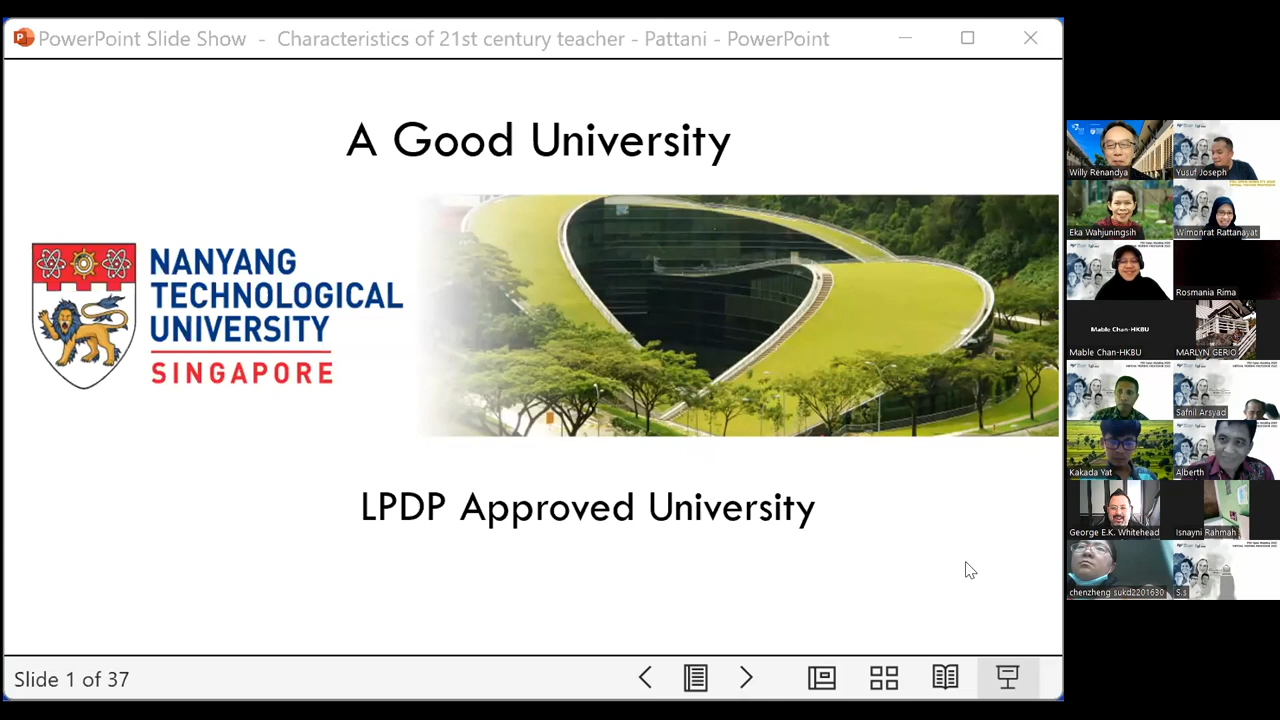 PowerPoint Slide Show - Characteristics of 21st century teacher - Pattani - PowerPoint
A Good University
NANYANG
TECHNOLOGICAL
UNIVERSITY
SINGAPORE
LPDP Approved University
Slide 1 of 37
Willy Renandya
Yusuf Joseph
Eka Wahjuningsih
Wimonrat Rattanayat
Rosmania Rima
Mable Chan-HKBU
Mable Chan-HKBU
MARLYN GERIO
Safnil Arsyad
Kakada Yat
Alberth
George E.K. Whitehead
Isnayni Rahmah
chenzheng sukd2201630
S.s